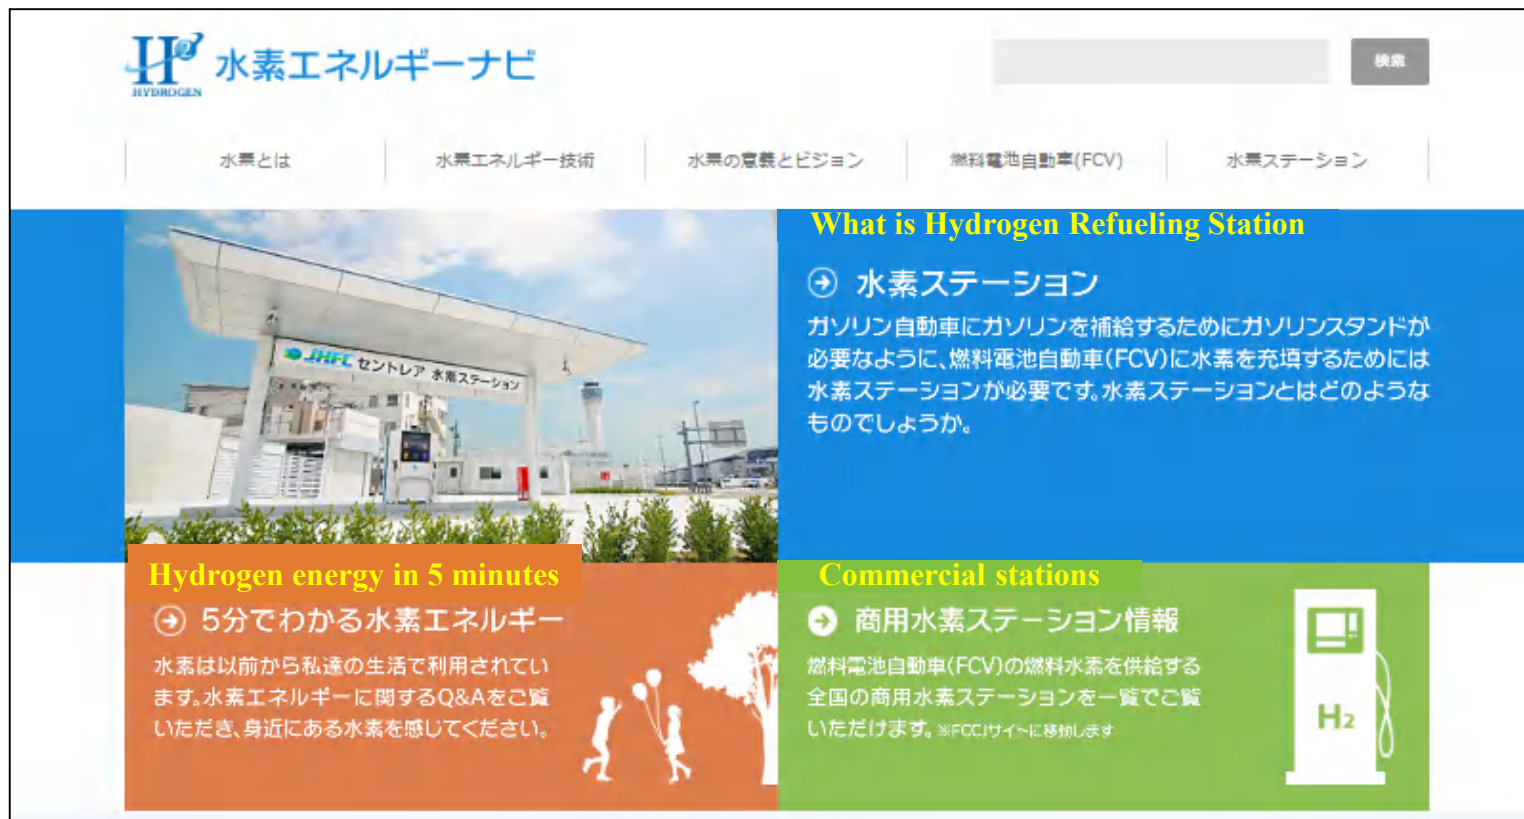 H2
HYDROGEN
水素エネルギーナビ
検索
水素とは
水素エネルギー技術
水素の意義とビジョン
燃料電池自動車(FCV)
水素ステーション
What is Hydrogen Refueling Station
水素ステーション
ガソリン自動車にガソリンを補給するためにガソリンスタンドが
必要なように、燃料電池自動車(FCV)に水素を充填するためには
水素ステーションが必要です。水素ステーションとはどのような
ものでしょうか。
JHFC セントレア 水素ステーション
Hydrogen energy in 5 minutes
5分でわかる水素エネルギー
水素は以前から私達の生活で利用されてい
ます。水素エネルギーに関するQ&Aをご覧
いただき、身近にある水素を感じてください。
Commercial stations
商用水素ステーション情報
燃料電池自動車(FCV)の燃料水素を供給する
全国の商用水素ステーションを一覧でご覧
いただけます。※FCCJサイトに移動します
H2